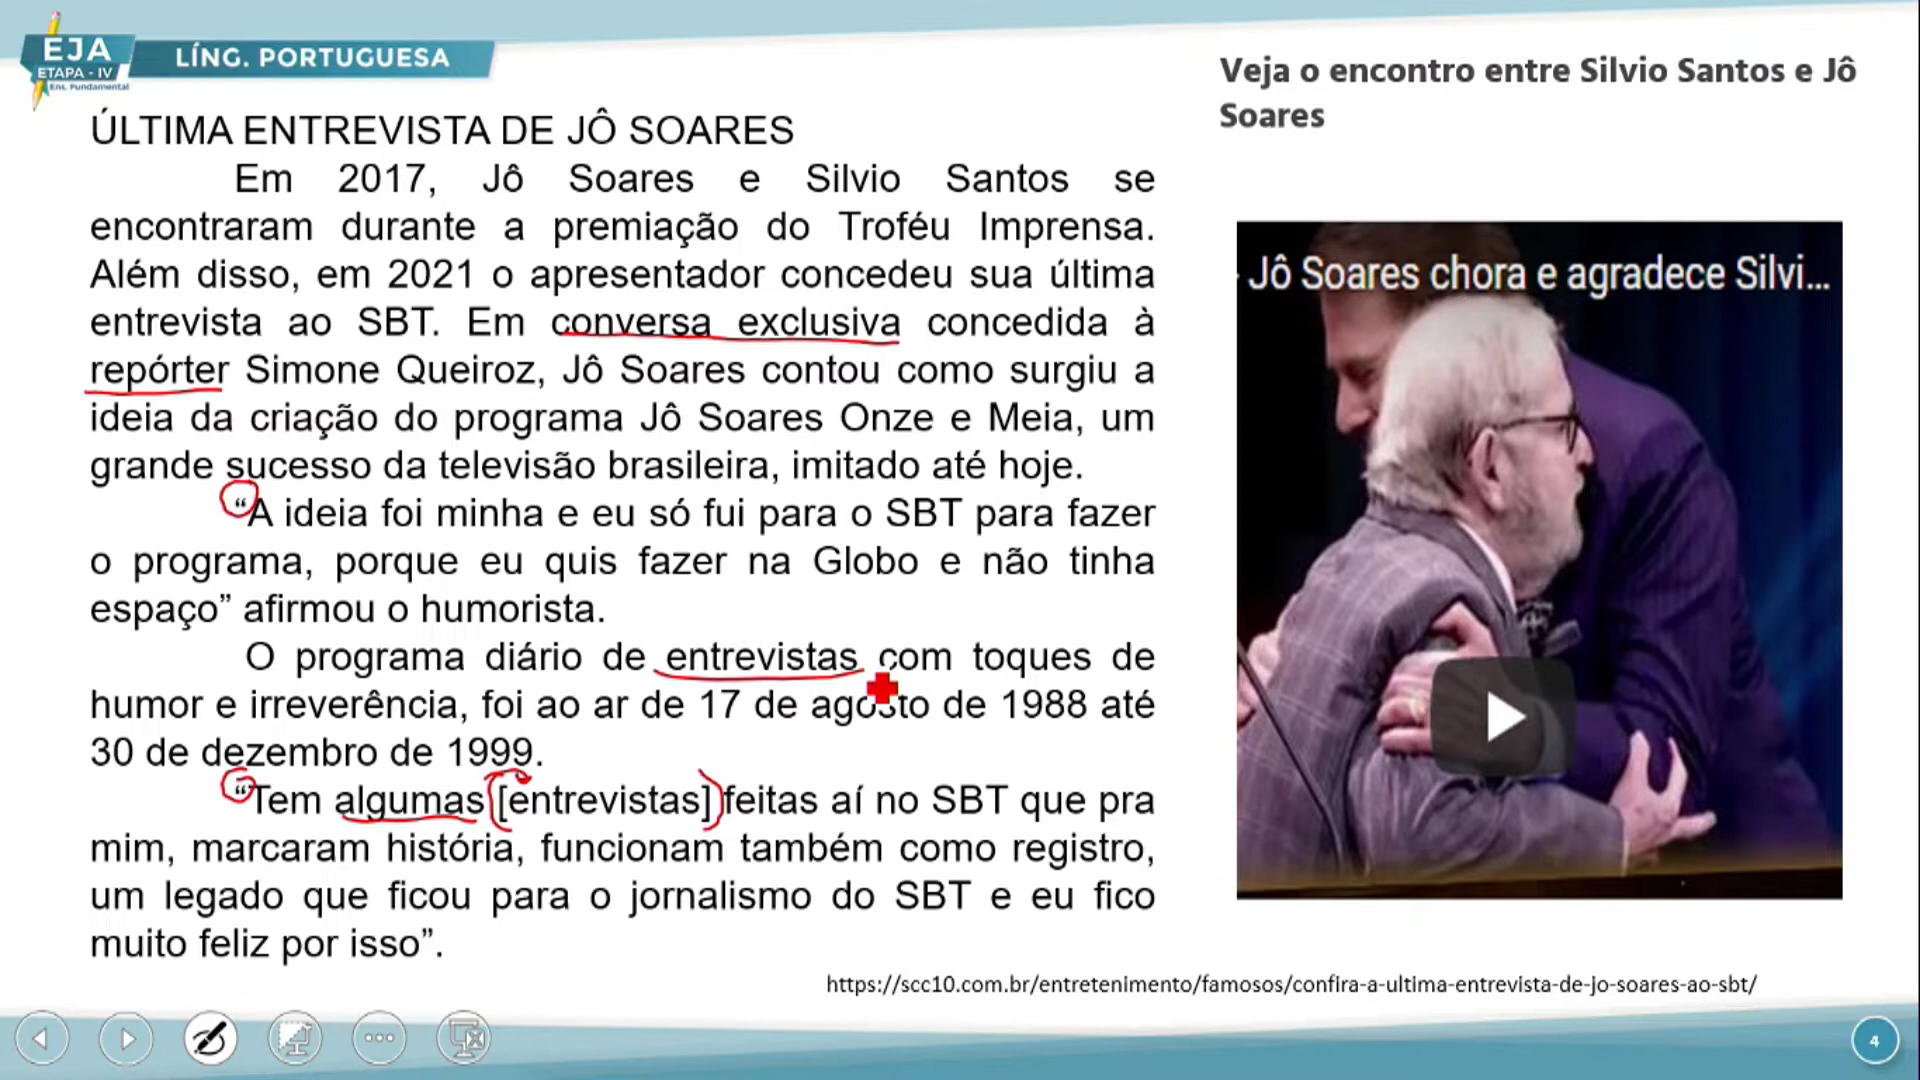 EJA
ETAPA - IV
Ens. Fundamental
LÍNG. PORTUGUESA
ÚLTIMA ENTREVISTA DE JÔ SOARES
Em 2017, Jô Soares e Silvio Santos se
encontraram durante a premiação do Troféu Imprensa.
Além disso, em 2021 o apresentador concedeu sua última
entrevista ao SBT. Em conversa exclusiva concedida à
repórter Simone Queiroz, Jô Soares contou como surgiu a
ideia da criação do programa Jô Soares Onze e Meia, um
grande sucesso da televisão brasileira, imitado até hoje.
“A ideia foi minha e eu só fui para o SBT para fazer
o programa, porque eu quis fazer na Globo e não tinha
espaço” afirmou o humorista.
O programa diário de entrevistas com toques de
humor e irreverência, foi ao ar de 17 de agosto de 1988 até
30 de dezembro de 1999.
“Tem algumas [entrevistas] feitas aí no SBT que pra
mim, marcaram história, funcionam também como registro,
um legado que ficou para o jornalismo do SBT e eu fico
muito feliz por isso”.
Veja o encontro entre Silvio Santos e Jô
Soares
- Jô Soares chora e agradece Silvi...
https://scc10.com.br/entretenimento/famosos/confira-a-ultima-entrevista-de-jo-soares-ao-sbt/
4